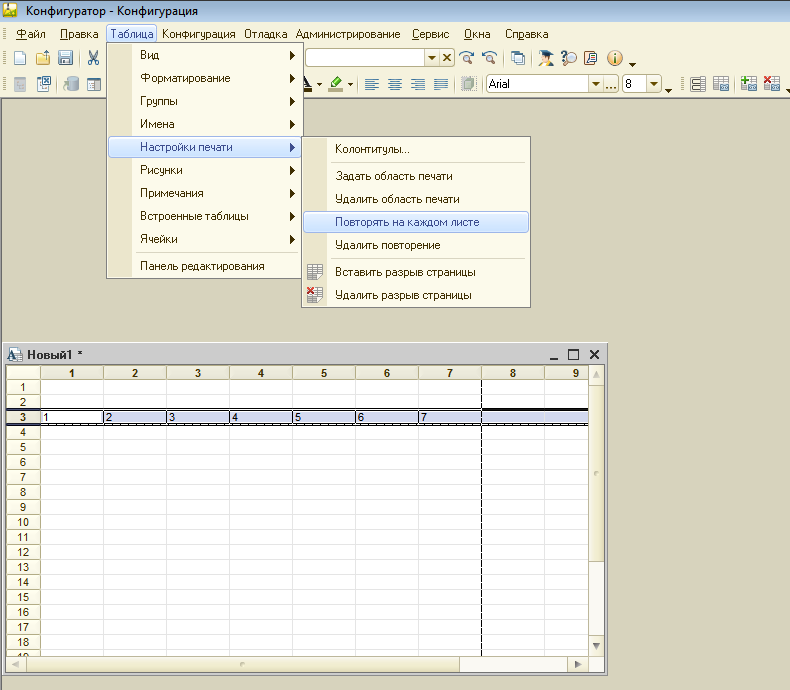 Конфигуратор - Конфигурация
Файл Правка Таблица Конфигурация Отладка Администрирование Сервис Окна Справка
Вид
Форматирование
Arial ... 8
Группы
Имена
Настройки печати
Рисунки
Примечания
Встроенные таблицы
Ячейки
Панель редактирования
Колонтитулы...
Задать область печати
Удалить область печати
Повторять на каждом листе
Удалить повторение
Вставить разрыв страницы
Удалить разрыв страницы
Новый1 *
1 2 3 4 5 6 7 8 9
1
2
3 1 2 3 4 5 6 7
4
5
6
7
8
9
10
11
12
13
14
15
16
17
18
19